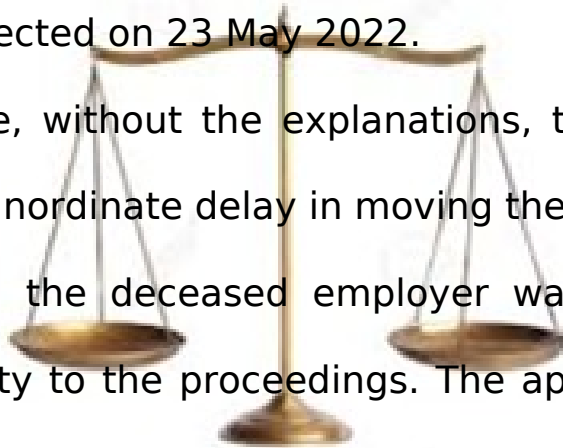 ected on 23 May 2022.
e, without the explanations, t
nordinate delay in moving the
the deceased employer wa
ty to the proceedings. The ap